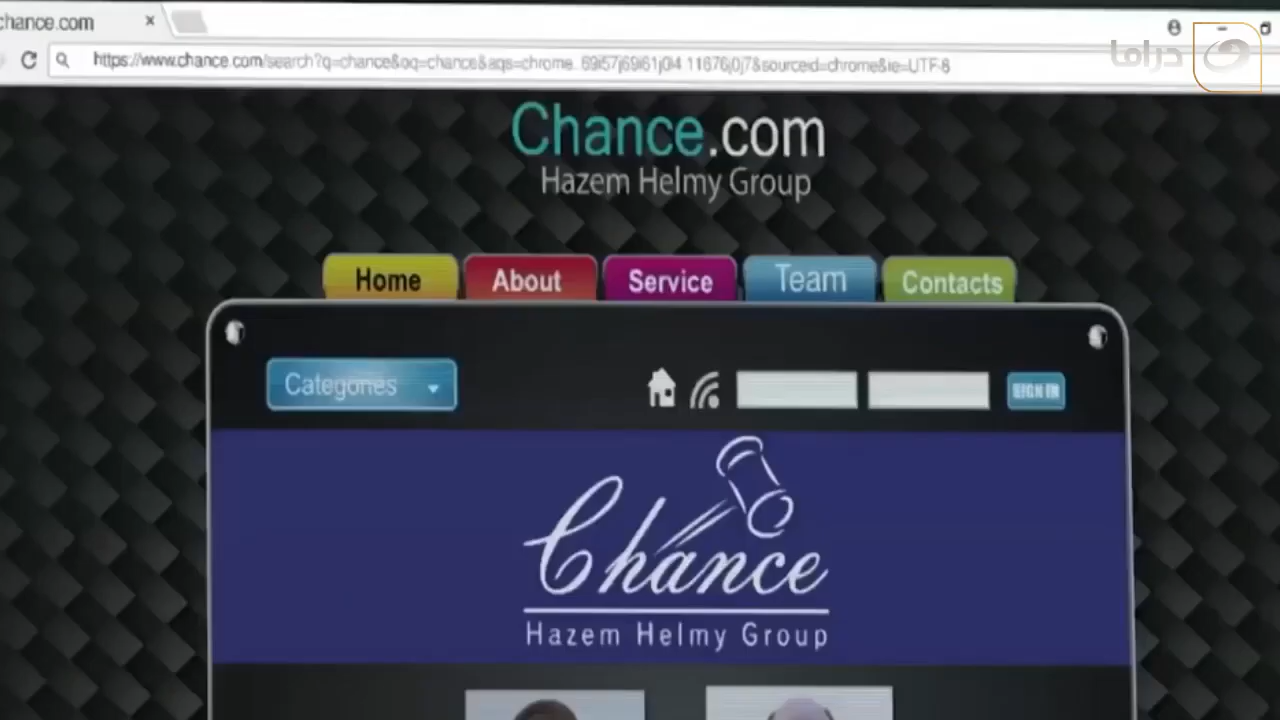 chance.com
https://www.chance.com/search?q=chance&oq=chance&aqs=chrome..69i57j69i61j0l4.11676j0j7&sourceid=chrome&ie=UTF-8
دراما
Chance.com
Hazem Helmy Group
Home About Service Team Contacts
Categories
SIGN IN
Chance
Hazem Helmy Group